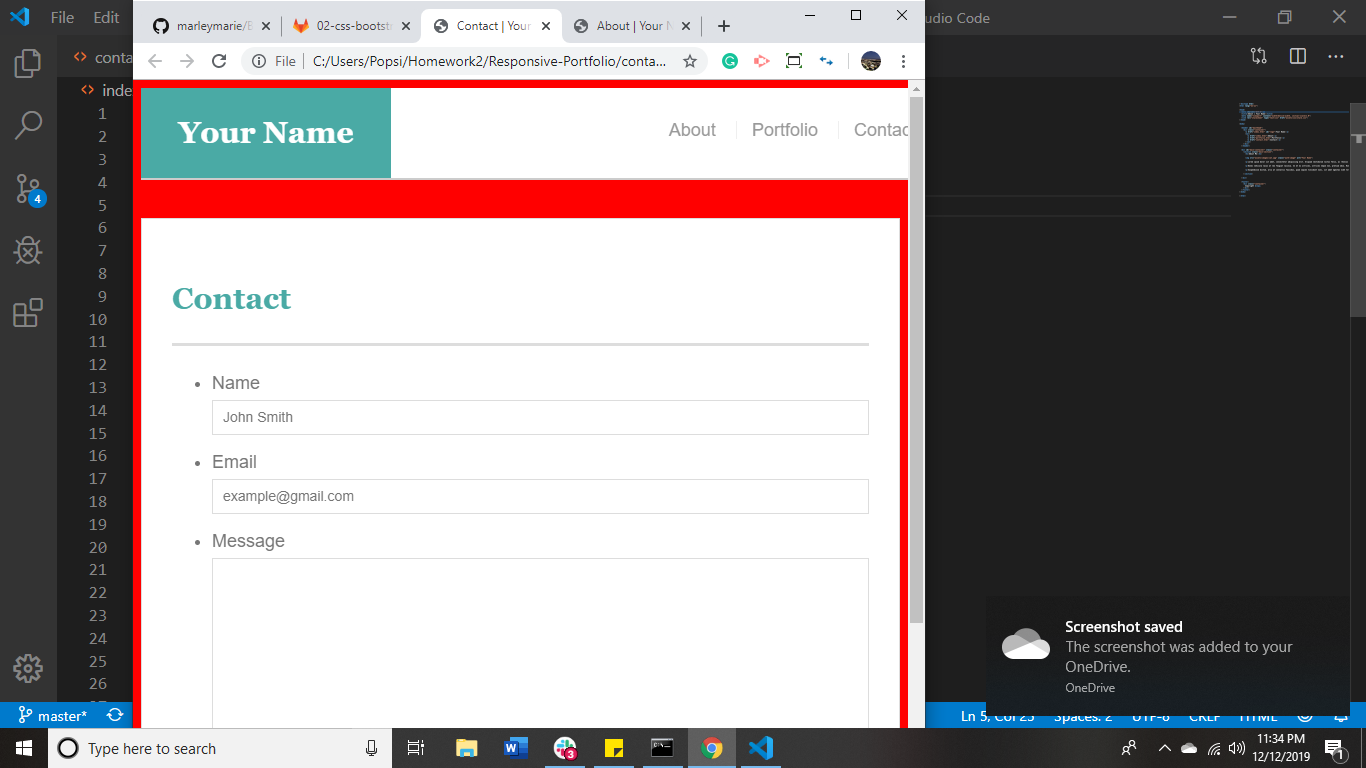 File Edit
udio Code
marleymarie/B
02-css-bootst
Contact | Your
About | Your N
File C:/Users/Popsi/Homework2/Responsive-Portfolio/conta...
conta
inde
1
2
3
4
5
6
7
8
9
10
11
12
13
14
15
16
17
18
19
20
21
22
23
24
25
26
4
Your Name
About Portfolio Contac
Contact
• Name
John Smith
• Email
example@gmail.com
• Message
Screenshot saved
The screenshot was added to your
OneDrive.
OneDrive
master*
Ln 5, Col 23 Spaces: 2 UTF-8 CRLF HTML
Type here to search
3
11:34 PM
12/12/2019
1